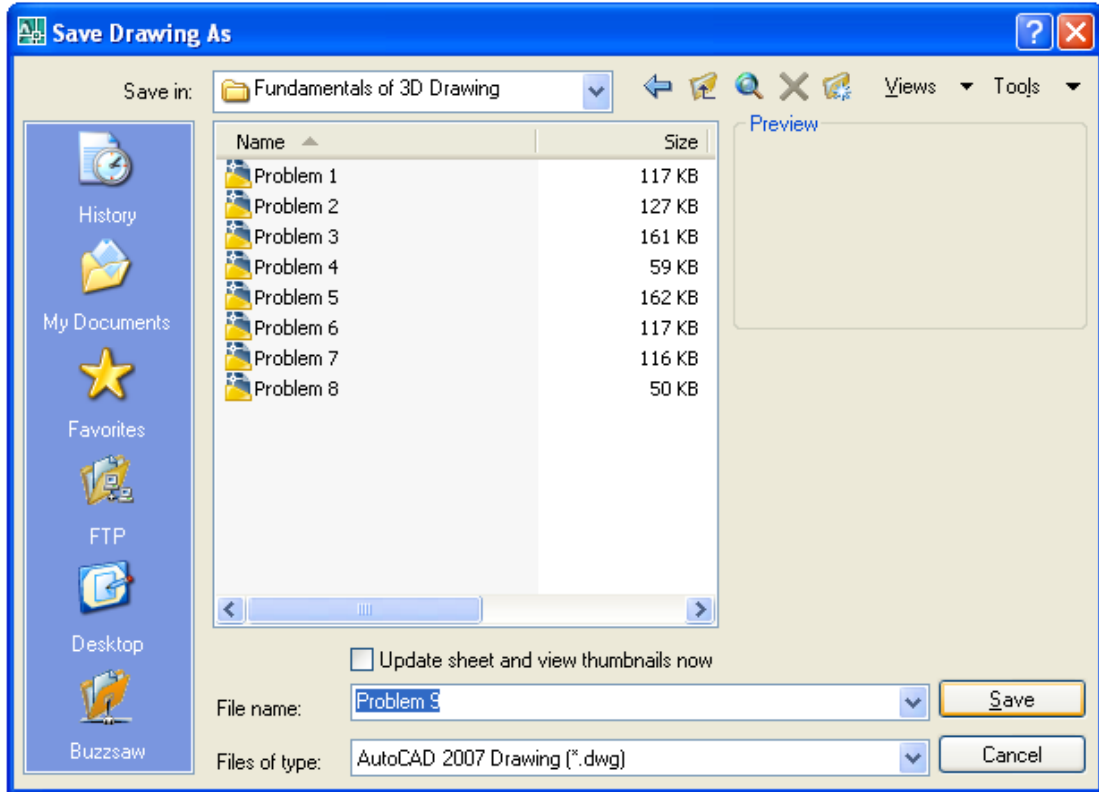 Save Drawing As
Save in: Fundamentals of 3D Drawing Views Tools
Name Size
Problem 1 117 KB
Problem 2 127 KB
Problem 3 161 KB
Problem 4 59 KB
Problem 5 162 KB
Problem 6 117 KB
Problem 7 116 KB
Problem 8 50 KB
Preview
History
My Documents
Favorites
FTP
Desktop
Buzzsaw
Update sheet and view thumbnails now
File name: Problem 9 Save
Files of type: AutoCAD 2007 Drawing (*.dwg) Cancel